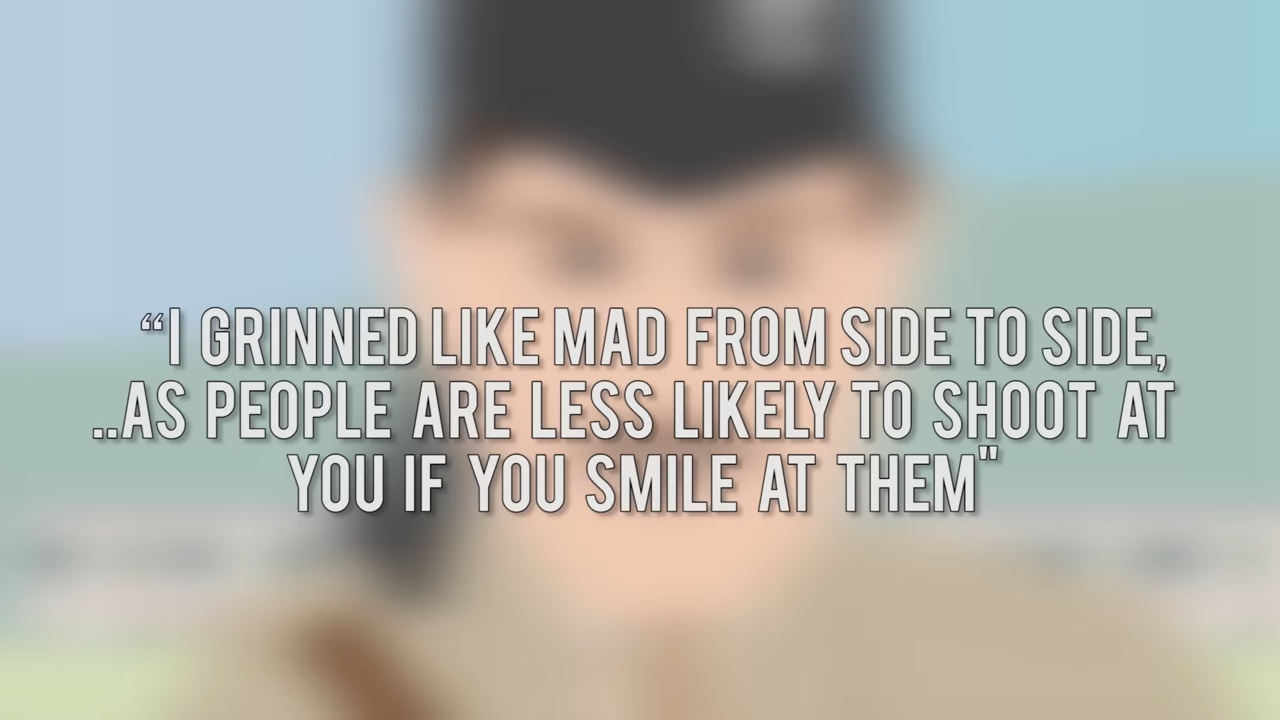 “I GRINNED LIKE MAD FROM SIDE TO SIDE,
..AS PEOPLE ARE LESS LIKELY TO SHOOT AT
YOU IF YOU SMILE AT THEM"